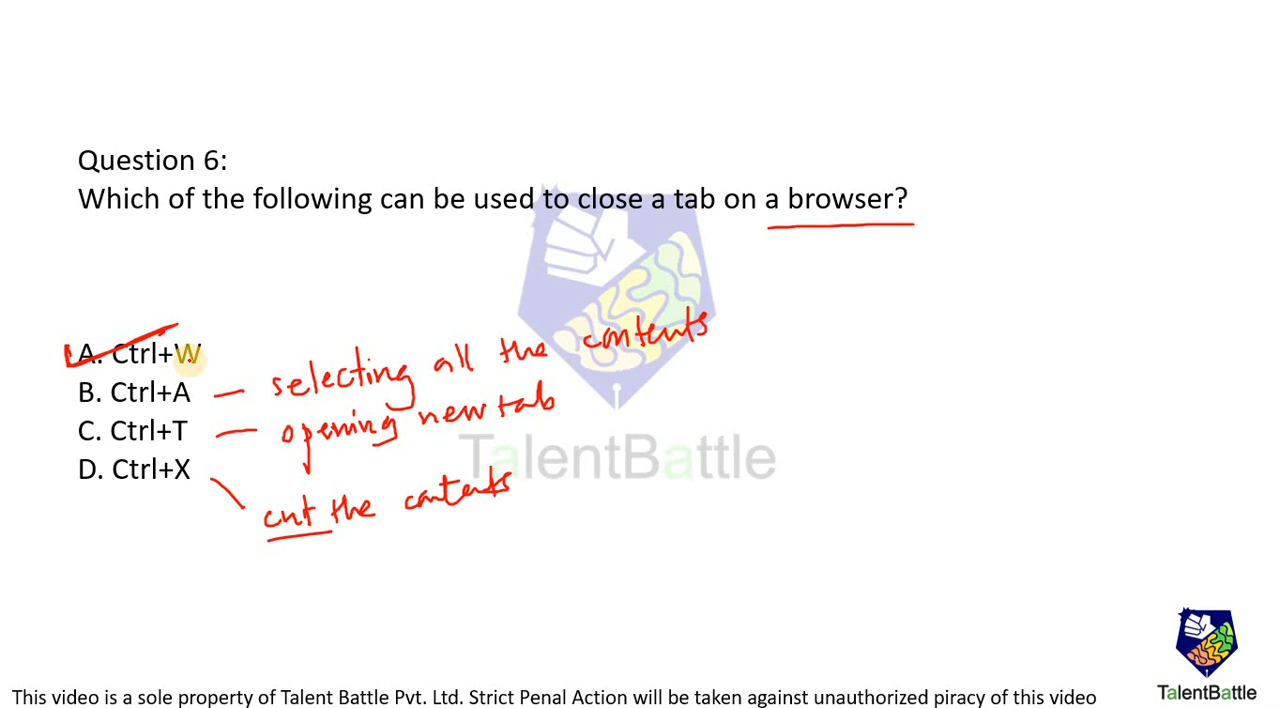 Question 6:
Which of the following can be used to close a tab on a browser?
A. Ctrl+W
B. Ctrl+A — selecting all the contents
C. Ctrl+T — opening new tab
D. Ctrl+X
cut the contents
TalentBattle
TalentBattle
This video is a sole property of Talent Battle Pvt. Ltd. Strict Penal Action will be taken against unauthorized piracy of this video